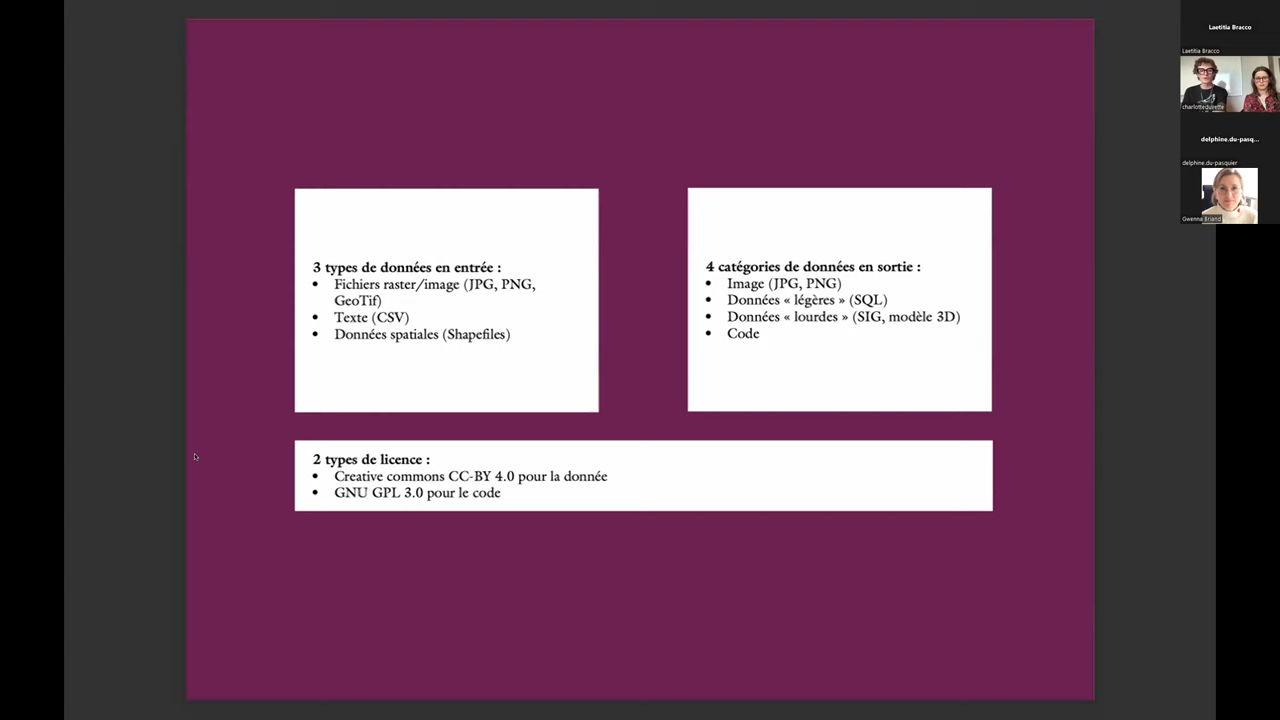 3 types de données en entrée :
• Fichiers raster/image (JPG, PNG,
GeoTif)
• Texte (CSV)
• Données spatiales (Shapefiles)
4 catégories de données en sortie :
• Image (JPG, PNG)
• Données « légères » (SQL)
• Données « lourdes » (SIG, modèle 3D)
• Code
2 types de licence :
• Creative commons CC-BY 4.0 pour la donnée
• GNU GPL 3.0 pour le code
Laetitia Bracco
Laetitia Bracco
charlotteduvette
delphine.du-pasq...
delphine.du-pasquier
Gwenna Briand